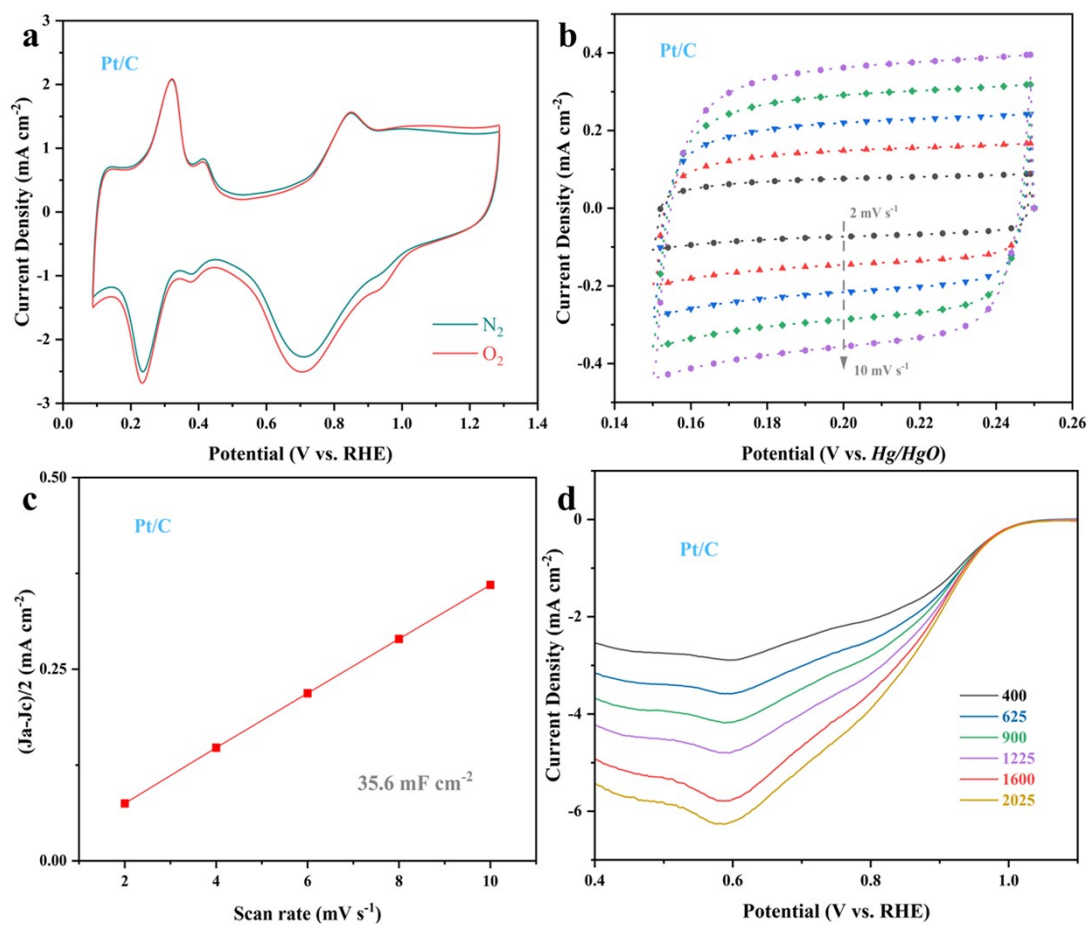 a
Pt/C
Current Density (mA cm⁻²)
3
2
1
0
-1
-2
-3
0.0 0.2 0.4 0.6 0.8 1.0 1.2 1.4
Potential (V vs. RHE)
N₂
O₂
b
Pt/C
Current Density (mA cm⁻²)
0.4
0.2
0.0
-0.2
-0.4
0.14 0.16 0.18 0.20 0.22 0.24 0.26
Potential (V vs. Hg/HgO)
2 mV s⁻¹
10 mV s⁻¹
c
Pt/C
(Ja-Jc)/2 (mA cm⁻²)
0.50
0.25
0.00
2 4 6 8 10
Scan rate (mV s⁻¹)
35.6 mF cm⁻²
d
Pt/C
Current Density (mA cm⁻²)
0
-2
-4
-6
0.4 0.6 0.8 1.0
Potential (V vs. RHE)
400
625
900
1225
1600
2025